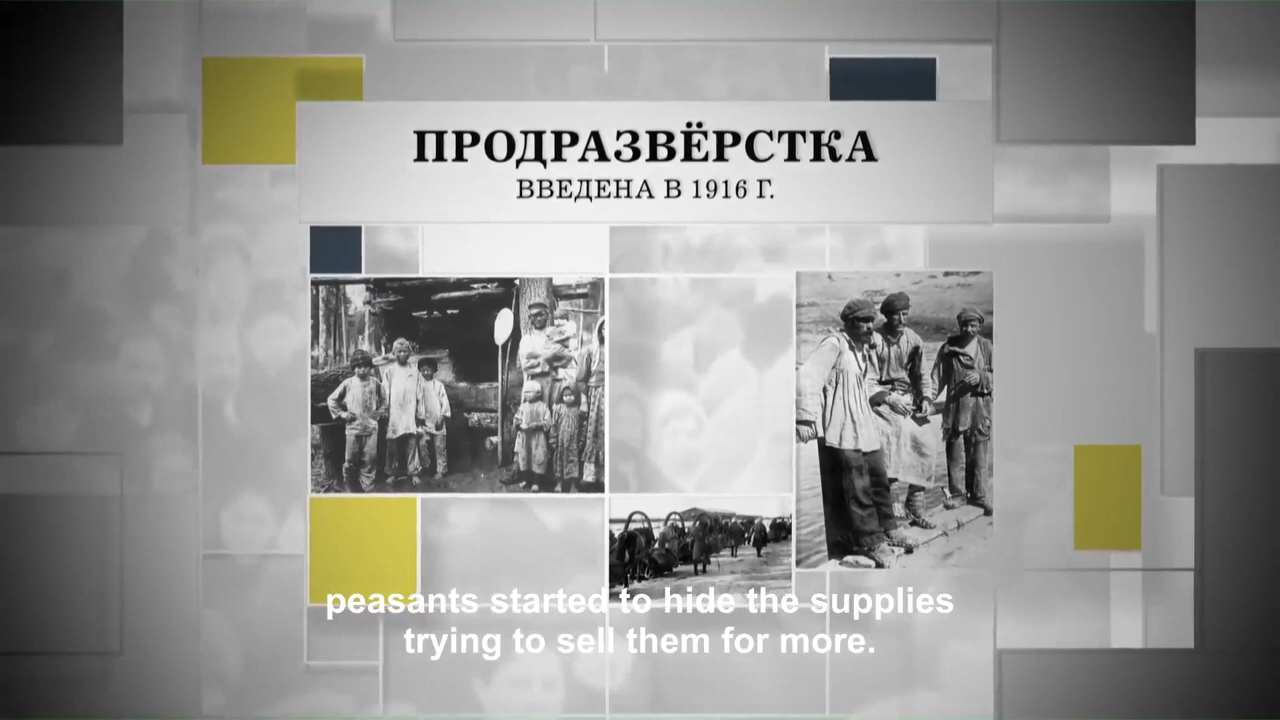 ПРОДРАЗВЁРСТКА
ВВЕДЕНА В 1916 Г.
peasants started to hide the supplies
trying to sell them for more.